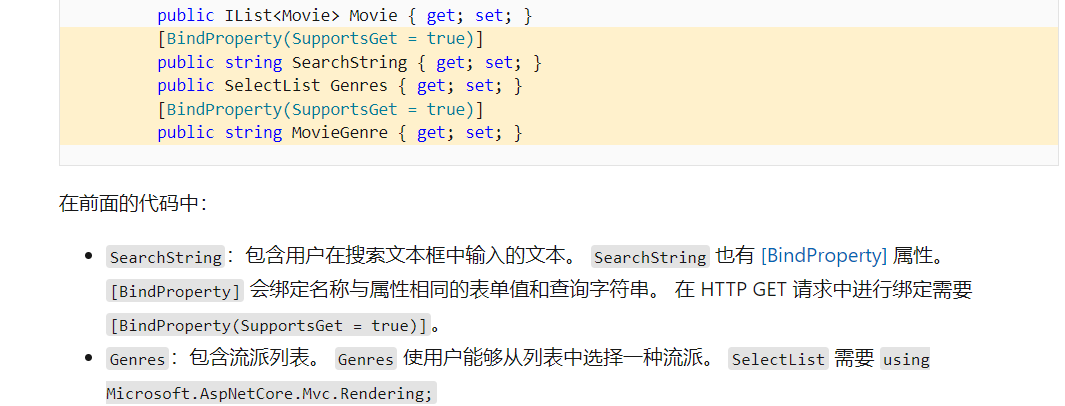 public IList<Movie> Movie { get; set; }
[BindProperty(SupportsGet = true)]
public string SearchString { get; set; }
public SelectList Genres { get; set; }
[BindProperty(SupportsGet = true)]
public string MovieGenre { get; set; }
在前面的代码中：
• SearchString：包含用户在搜索文本框中输入的文本。 SearchString 也有 [BindProperty] 属性。
[BindProperty] 会绑定名称与属性相同的表单值和查询字符串。 在 HTTP GET 请求中进行绑定需要
[BindProperty(SupportsGet = true)]。
• Genres：包含流派列表。 Genres 使用户能够从列表中选择一种流派。 SelectList 需要 using
Microsoft.AspNetCore.Mvc.Rendering;